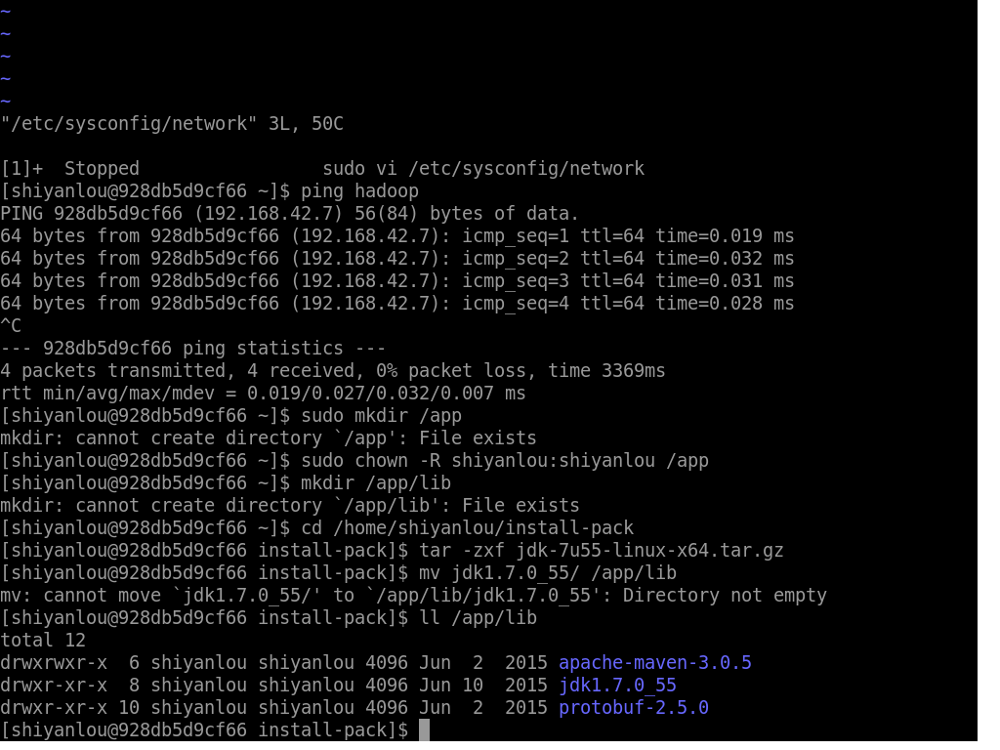 ~
~
~
~
~
"/etc/sysconfig/network" 3L, 50C
[1]+  Stopped                 sudo vi /etc/sysconfig/network
[shiyanlou@928db5d9cf66 ~]$ ping hadoop
PING 928db5d9cf66 (192.168.42.7) 56(84) bytes of data.
64 bytes from 928db5d9cf66 (192.168.42.7): icmp_seq=1 ttl=64 time=0.019 ms
64 bytes from 928db5d9cf66 (192.168.42.7): icmp_seq=2 ttl=64 time=0.032 ms
64 bytes from 928db5d9cf66 (192.168.42.7): icmp_seq=3 ttl=64 time=0.031 ms
64 bytes from 928db5d9cf66 (192.168.42.7): icmp_seq=4 ttl=64 time=0.028 ms
^C
--- 928db5d9cf66 ping statistics ---
4 packets transmitted, 4 received, 0% packet loss, time 3369ms
rtt min/avg/max/mdev = 0.019/0.027/0.032/0.007 ms
[shiyanlou@928db5d9cf66 ~]$ sudo mkdir /app
mkdir: cannot create directory `/app': File exists
[shiyanlou@928db5d9cf66 ~]$ sudo chown -R shiyanlou:shiyanlou /app
[shiyanlou@928db5d9cf66 ~]$ mkdir /app/lib
mkdir: cannot create directory `/app/lib': File exists
[shiyanlou@928db5d9cf66 ~]$ cd /home/shiyanlou/install-pack
[shiyanlou@928db5d9cf66 install-pack]$ tar -zxf jdk-7u55-linux-x64.tar.gz
[shiyanlou@928db5d9cf66 install-pack]$ mv jdk1.7.0_55/ /app/lib
mv: cannot move `jdk1.7.0_55/' to `/app/lib/jdk1.7.0_55': Directory not empty
[shiyanlou@928db5d9cf66 install-pack]$ ll /app/lib
total 12
drwxrwxr-x  6 shiyanlou shiyanlou 4096 Jun  2  2015 apache-maven-3.0.5
drwxr-xr-x  8 shiyanlou shiyanlou 4096 Jun 10  2015 jdk1.7.0_55
drwxr-xr-x 10 shiyanlou shiyanlou 4096 Jun  2  2015 protobuf-2.5.0
[shiyanlou@928db5d9cf66 install-pack]$